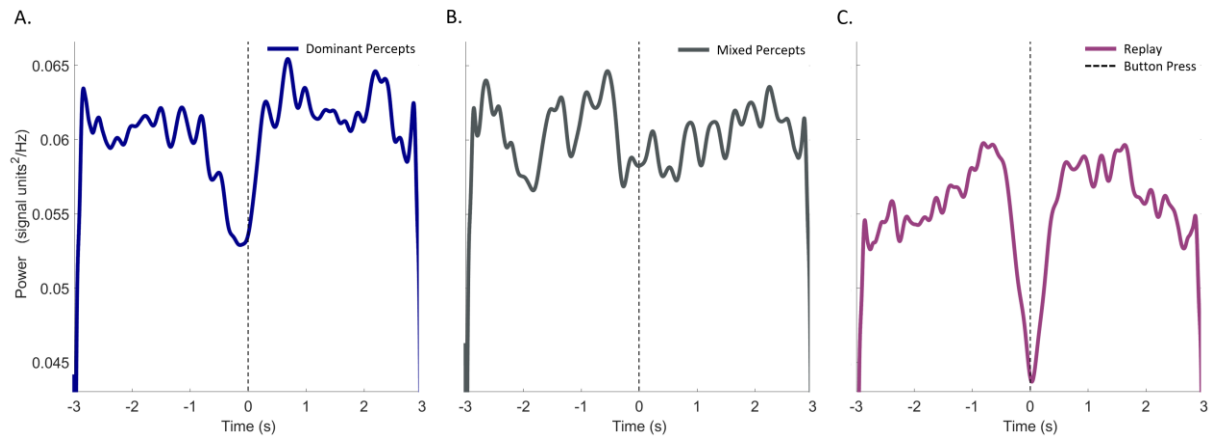 A.
Dominant Percepts
Power (signal units²/Hz)
0.065
0.06
0.055
0.05
0.045
-3 -2 -1 0 1 2 3
Time (s)
B.
Mixed Percepts
-3 -2 -1 0 1 2 3
Time (s)
C.
Replay
Button Press
-3 -2 -1 0 1 2 3
Time (s)